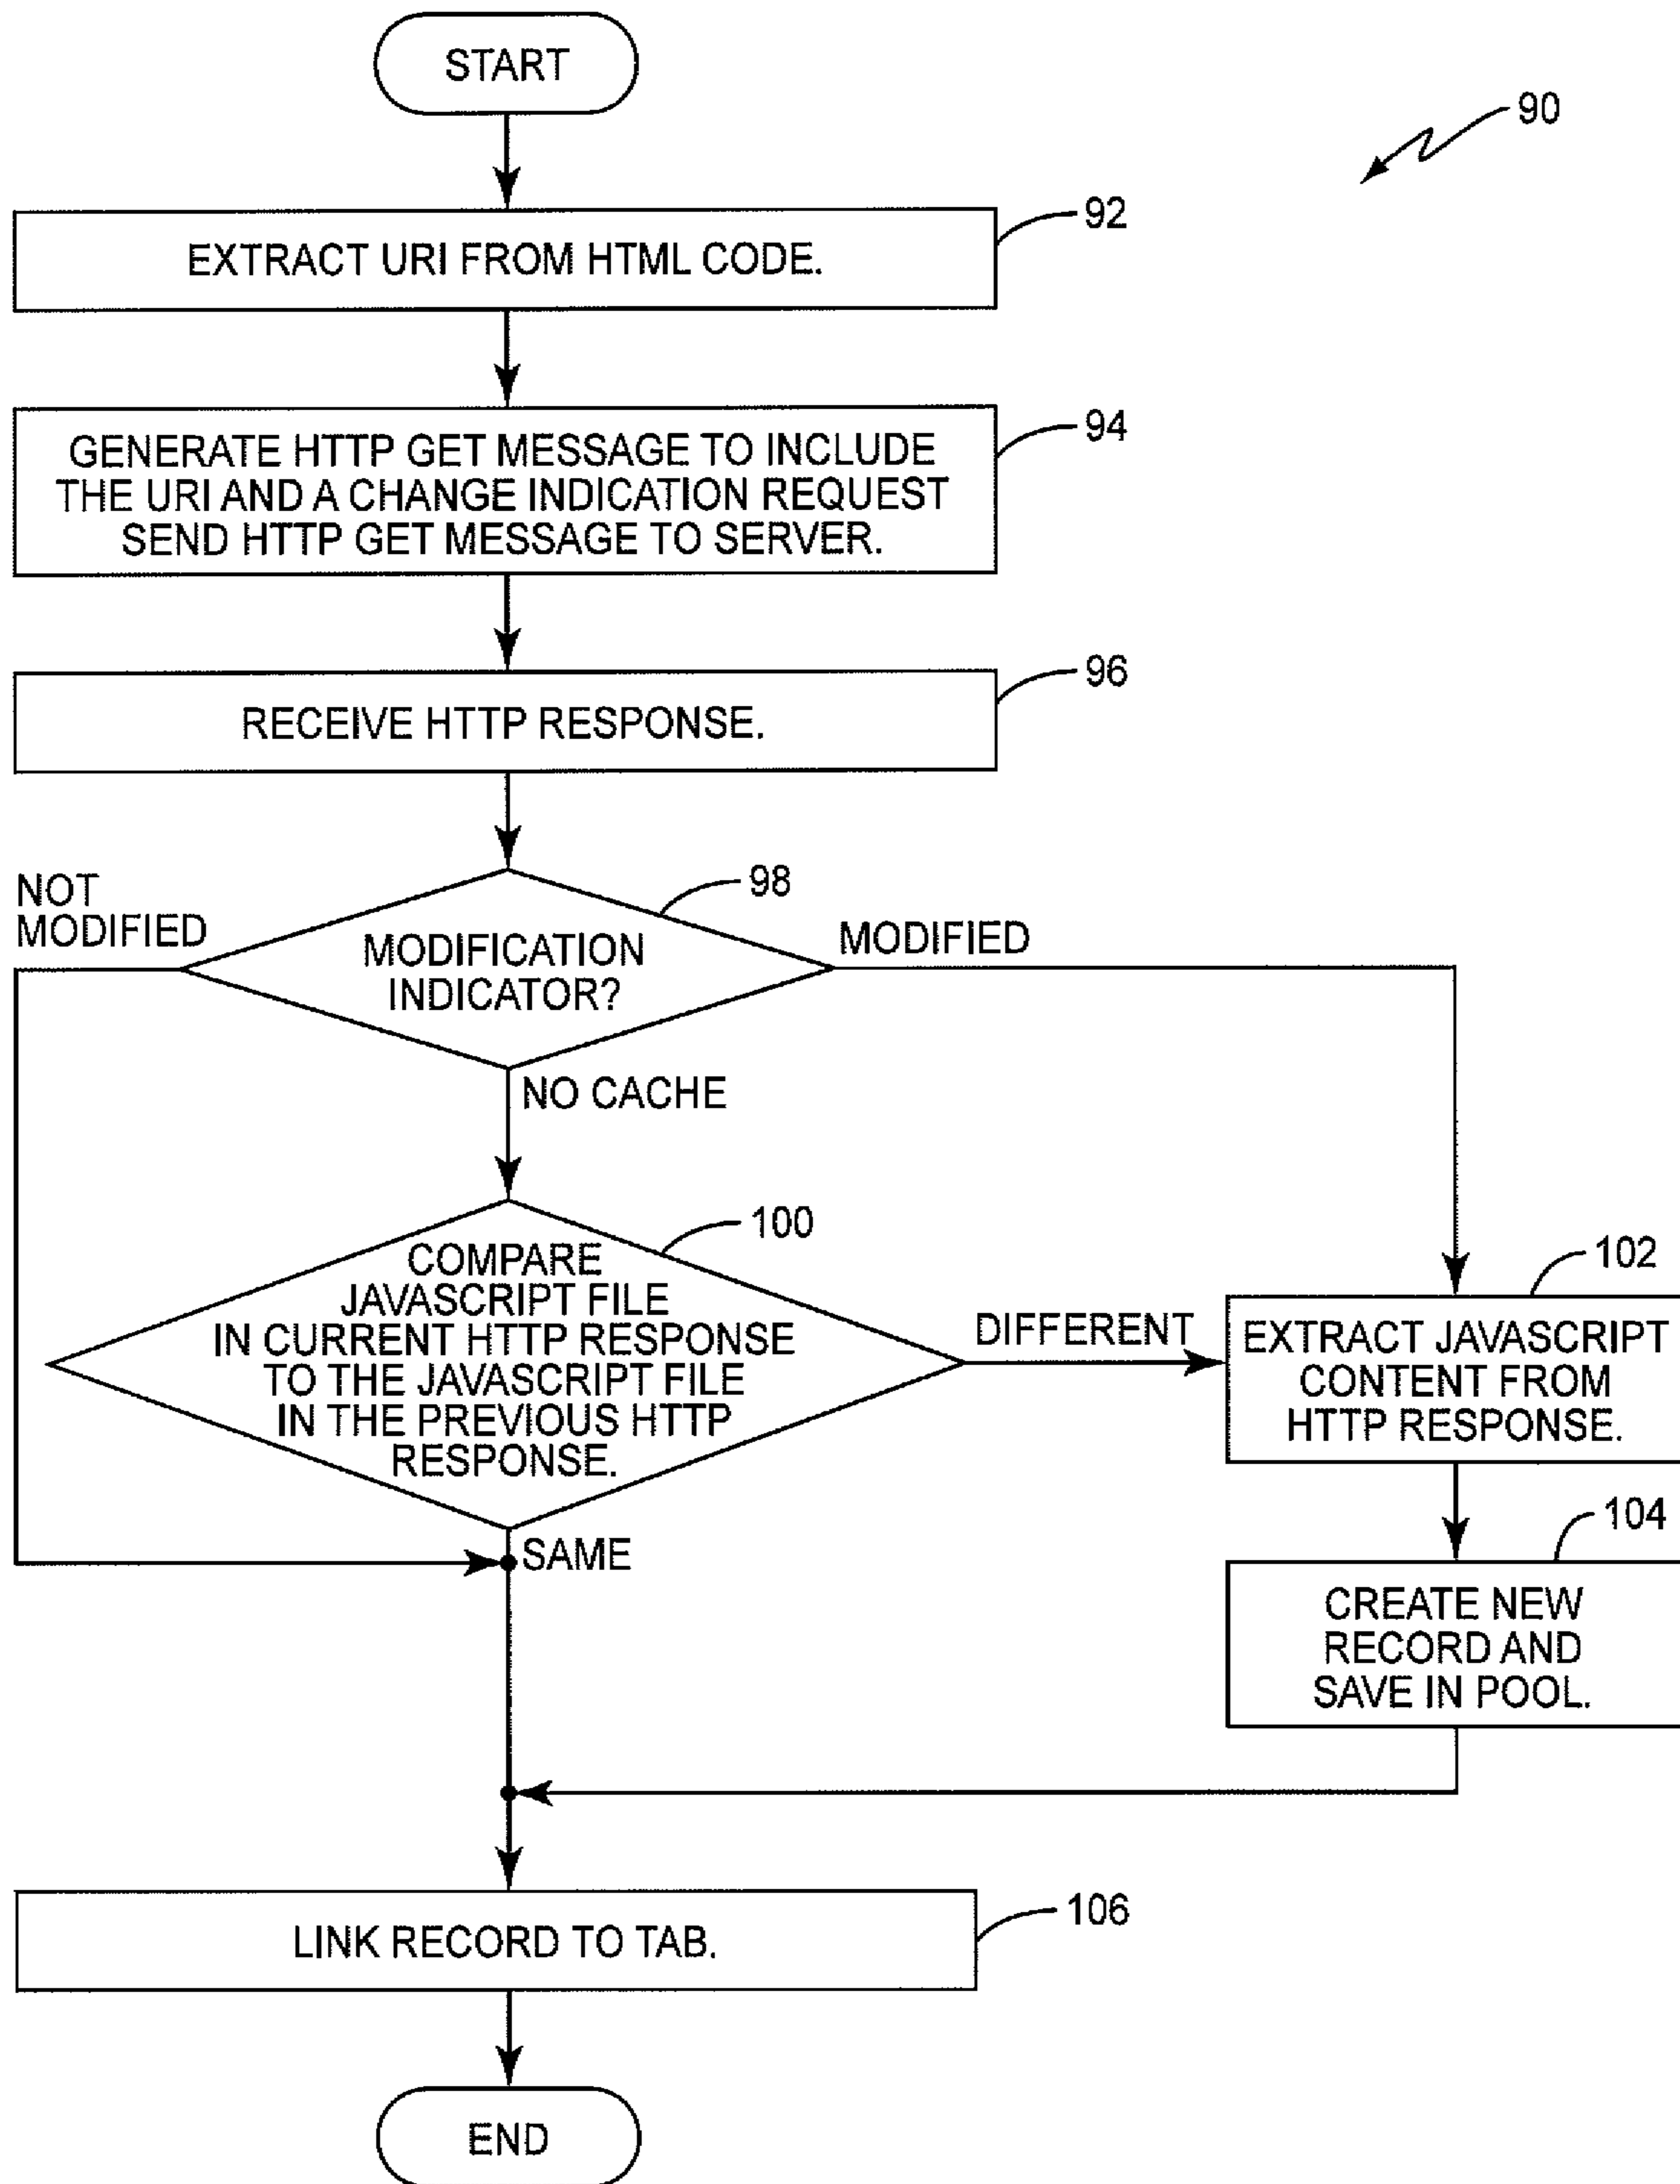 START
90
92
EXTRACT URI FROM HTML CODE.
94
GENERATE HTTP GET MESSAGE TO INCLUDE
THE URI AND A CHANGE INDICATION REQUEST
SEND HTTP GET MESSAGE TO SERVER.
96
RECEIVE HTTP RESPONSE.
98
NOT
MODIFIED
MODIFICATION
INDICATOR?
MODIFIED
NO CACHE
100
COMPARE
JAVASCRIPT FILE
IN CURRENT HTTP RESPONSE
TO THE JAVASCRIPT FILE
IN THE PREVIOUS HTTP
RESPONSE.
DIFFERENT
102
EXTRACT JAVASCRIPT
CONTENT FROM
HTTP RESPONSE.
SAME
104
CREATE NEW
RECORD AND
SAVE IN POOL.
106
LINK RECORD TO TAB.
END